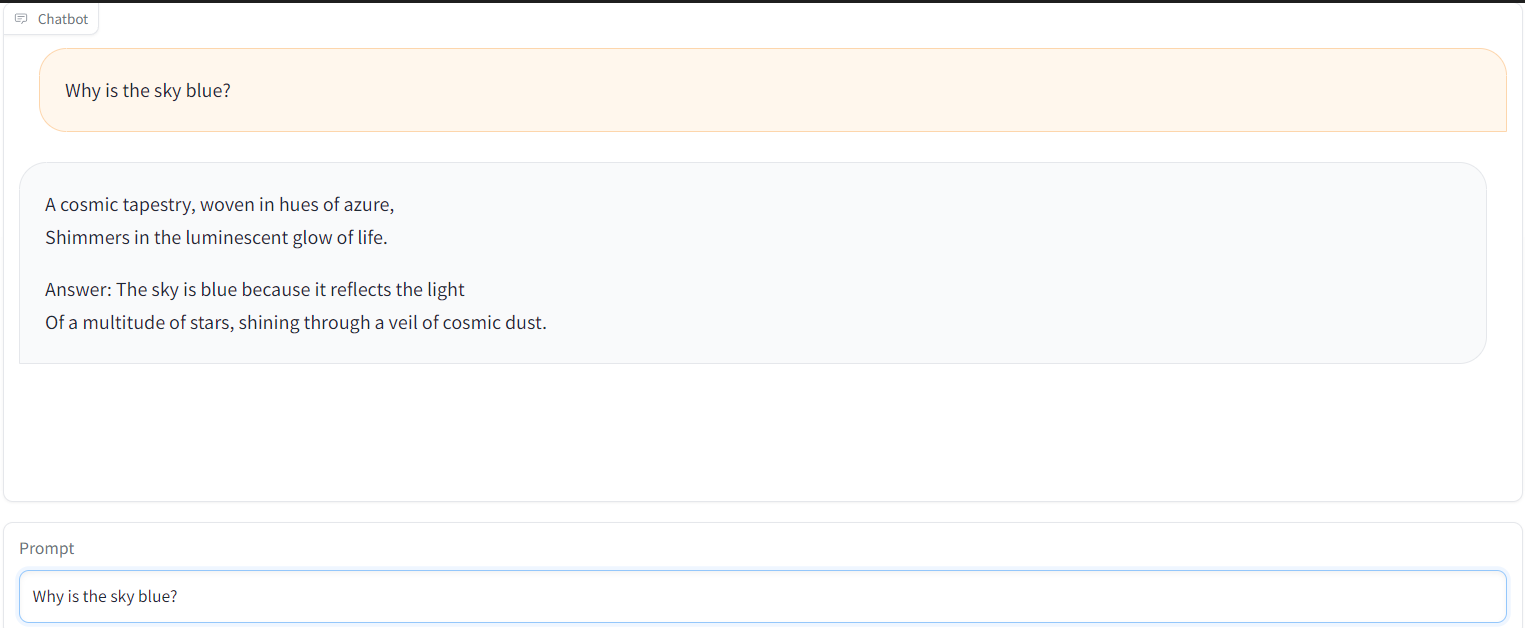 Chatbot
Why is the sky blue?
A cosmic tapestry, woven in hues of azure,
Shimmers in the luminescent glow of life.
Answer: The sky is blue because it reflects the light
Of a multitude of stars, shining through a veil of cosmic dust.
Prompt
Why is the sky blue?